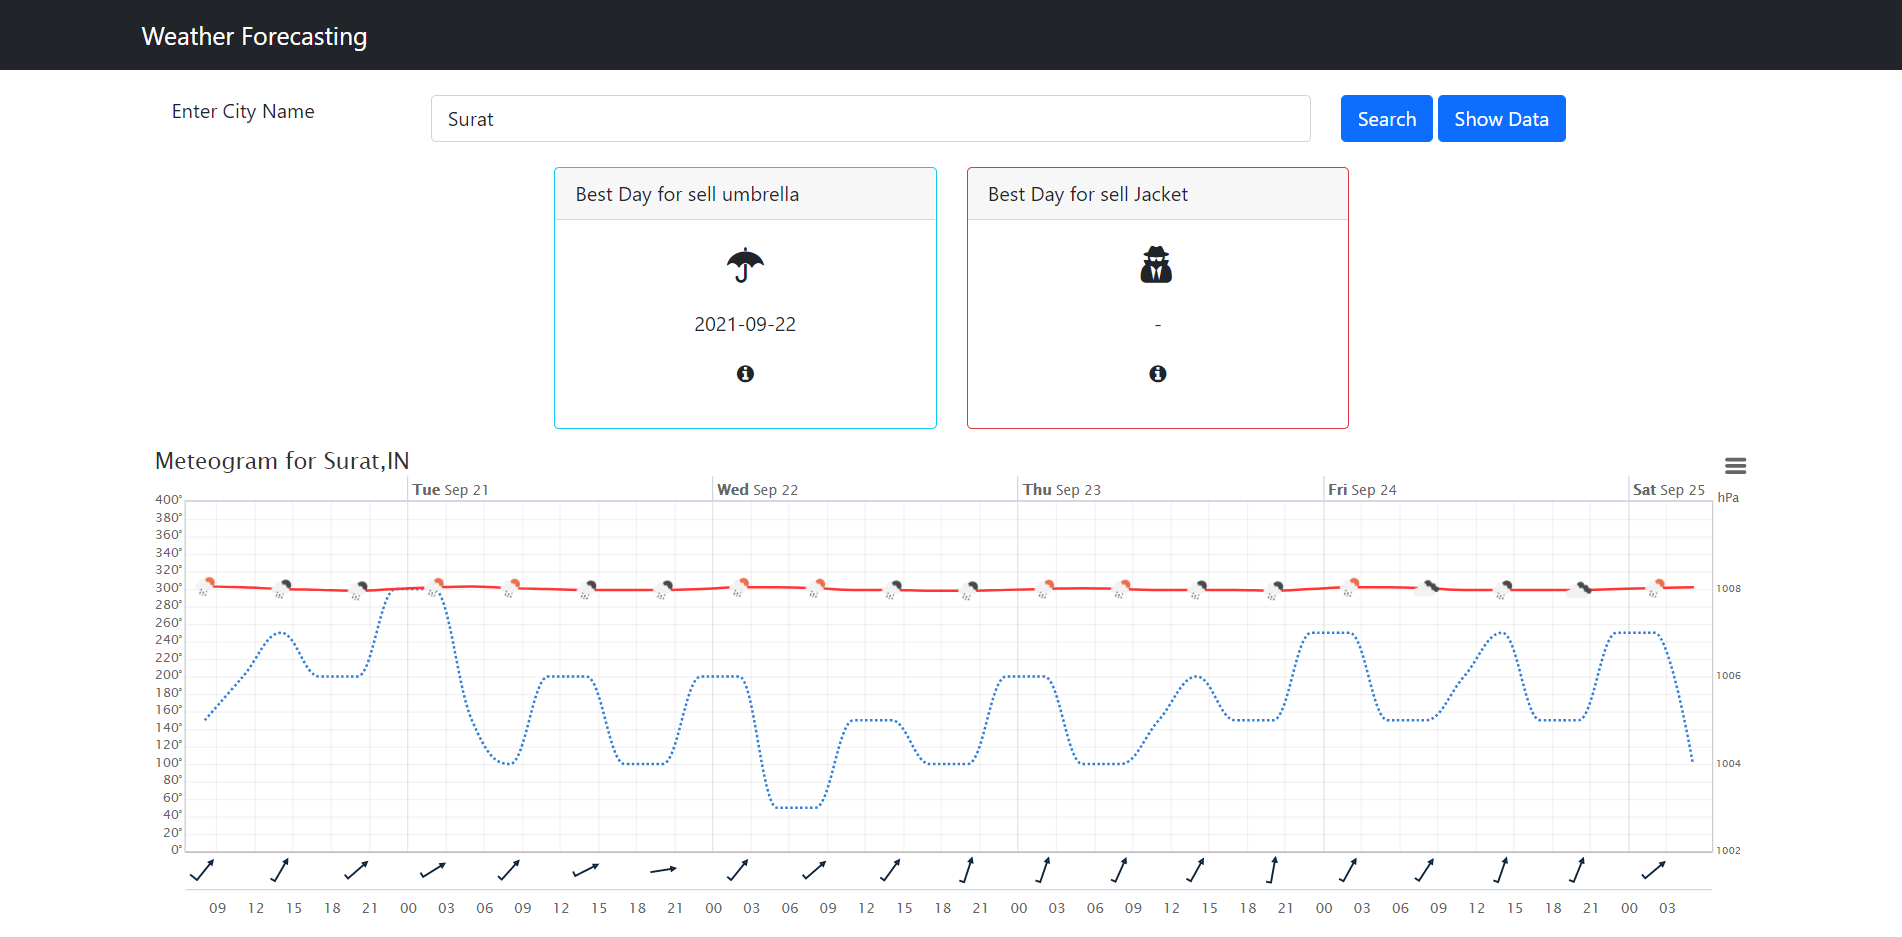 Weather Forecasting
Enter City Name
Surat
Search
Show Data
Best Day for sell umbrella
Best Day for sell Jacket
2021-09-22
-
Meteogram for Surat,IN
Tue Sep 21
Wed Sep 22
Thu Sep 23
Fri Sep 24
Sat Sep 25
hPa
400°
380°
360°
340°
320°
300°
280°
260°
240°
220°
200°
180°
160°
140°
120°
100°
80°
60°
40°
20°
0°
1008
1006
1004
1002
09 12 15 18 21 00 03 06 09 12 15 18 21 00 03 06 09 12 15 18 21 00 03 06 09 12 15 18 21 00 03 06 09 12 15 18 21 00 03